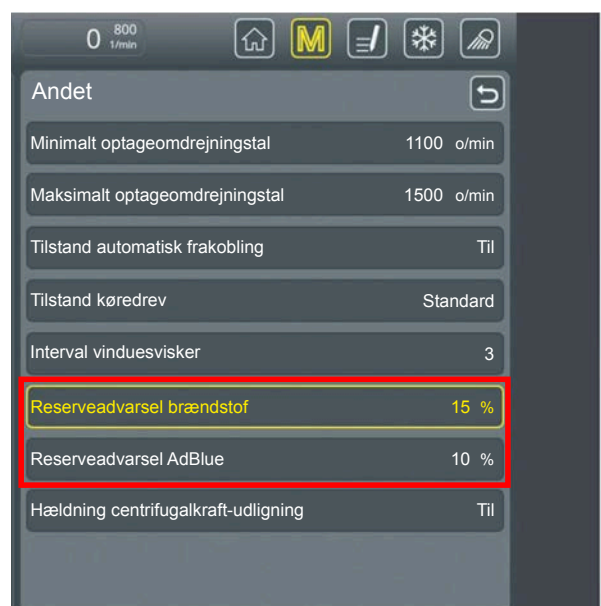 0 800
1/min
M
Andet
Minimalt optageomdrejningstal 1100 o/min
Maksimalt optageomdrejningstal 1500 o/min
Tilstand automatisk frakobling Til
Tilstand køredrev Standard
Interval vinduesvisker 3
Reserveadvarsel brændstof 15 %
Reserveadvarsel AdBlue 10 %
Hældning centrifugalkraft-udligning Til